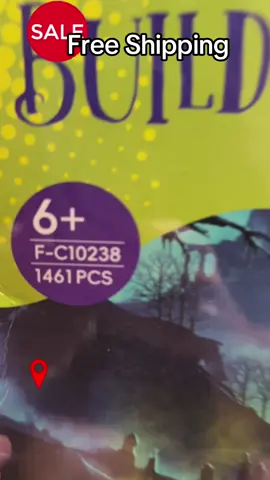 SALE
Free Shipping
BUILD
6+
F-C10238
1461 PCS